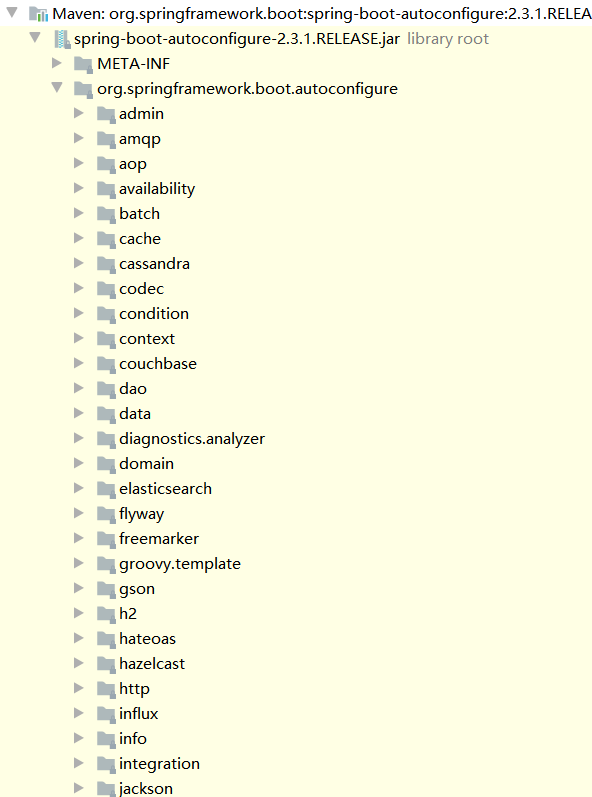 Maven: org.springframework.boot:spring-boot-autoconfigure:2.3.1.RELEA
spring-boot-autoconfigure-2.3.1.RELEASE.jar library root
META-INF
org.springframework.boot.autoconfigure
admin
amqp
aop
availability
batch
cache
cassandra
codec
condition
context
couchbase
dao
data
diagnostics.analyzer
domain
elasticsearch
flyway
freemarker
groovy.template
gson
h2
hateoas
hazelcast
http
influx
info
integration
jackson